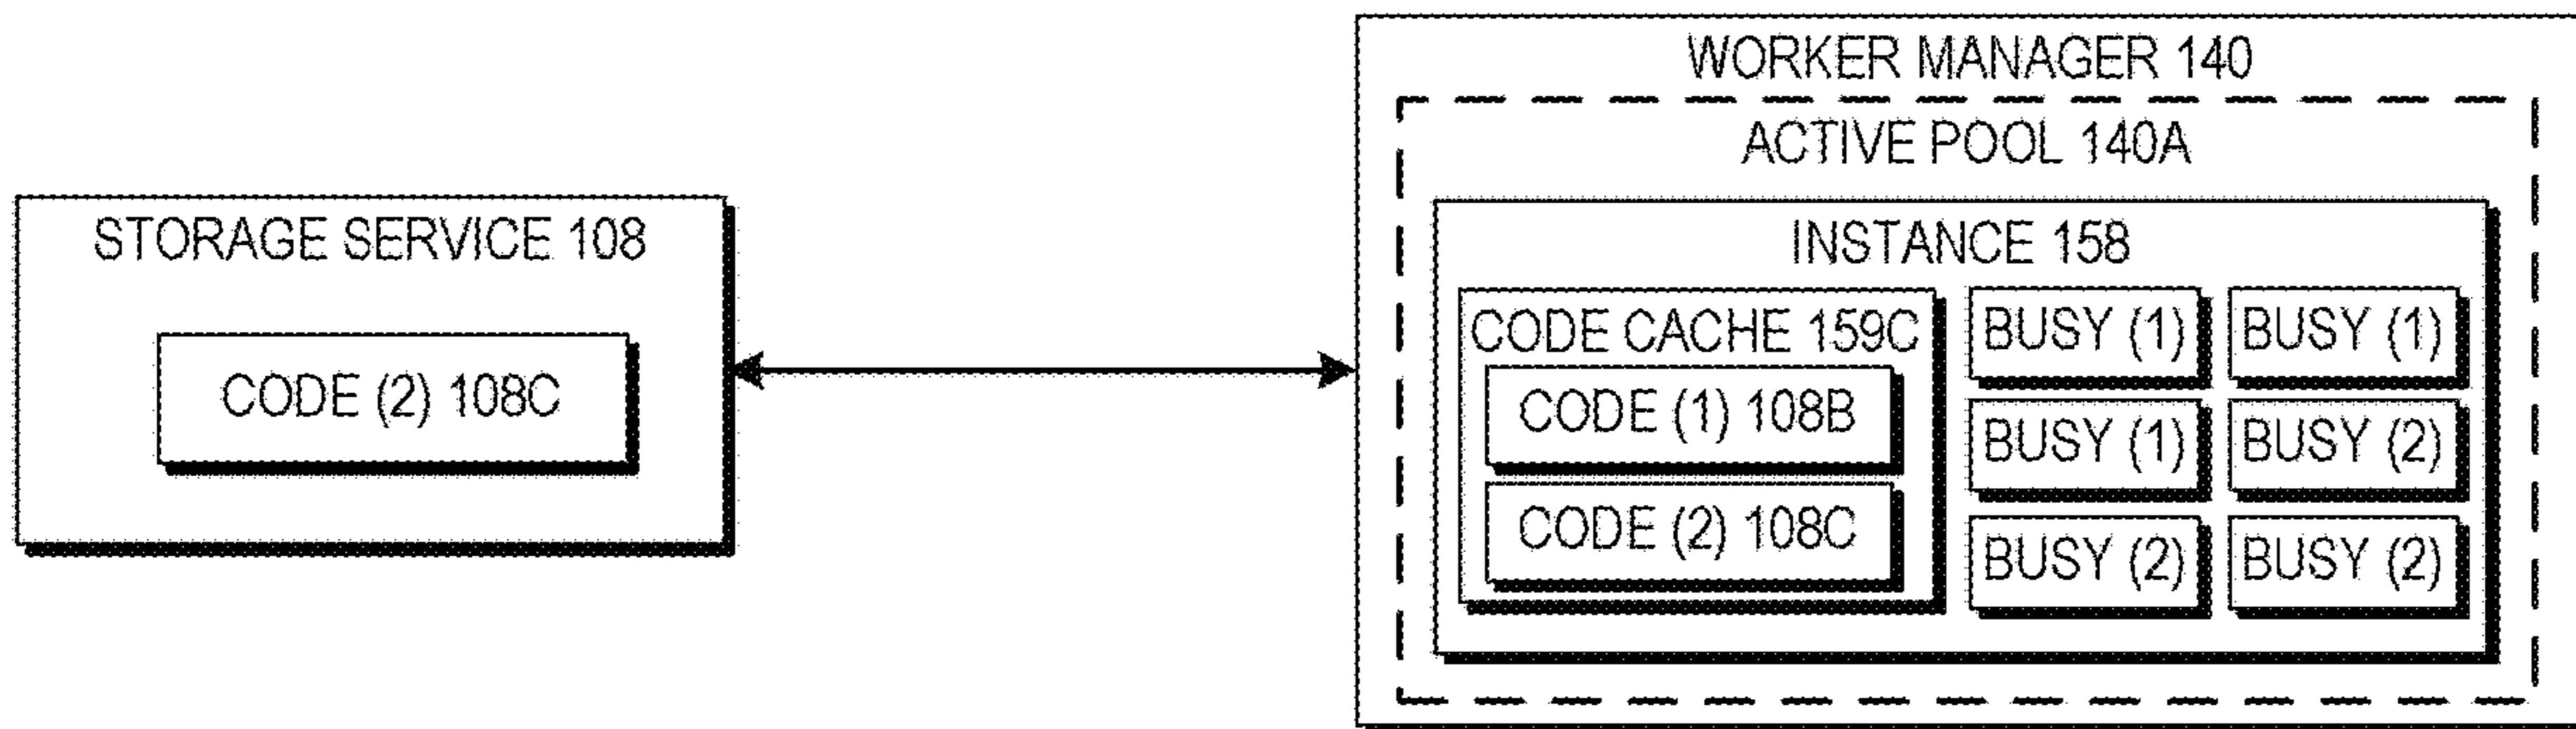 STORAGE SERVICE 108
CODE (2) 108C
WORKER MANAGER 140
ACTIVE POOL 140A
INSTANCE 158
CODE CACHE 159C
CODE (1) 108B
CODE (2) 108C
BUSY (1) BUSY (1)
BUSY (1) BUSY (2)
BUSY (2) BUSY (2)